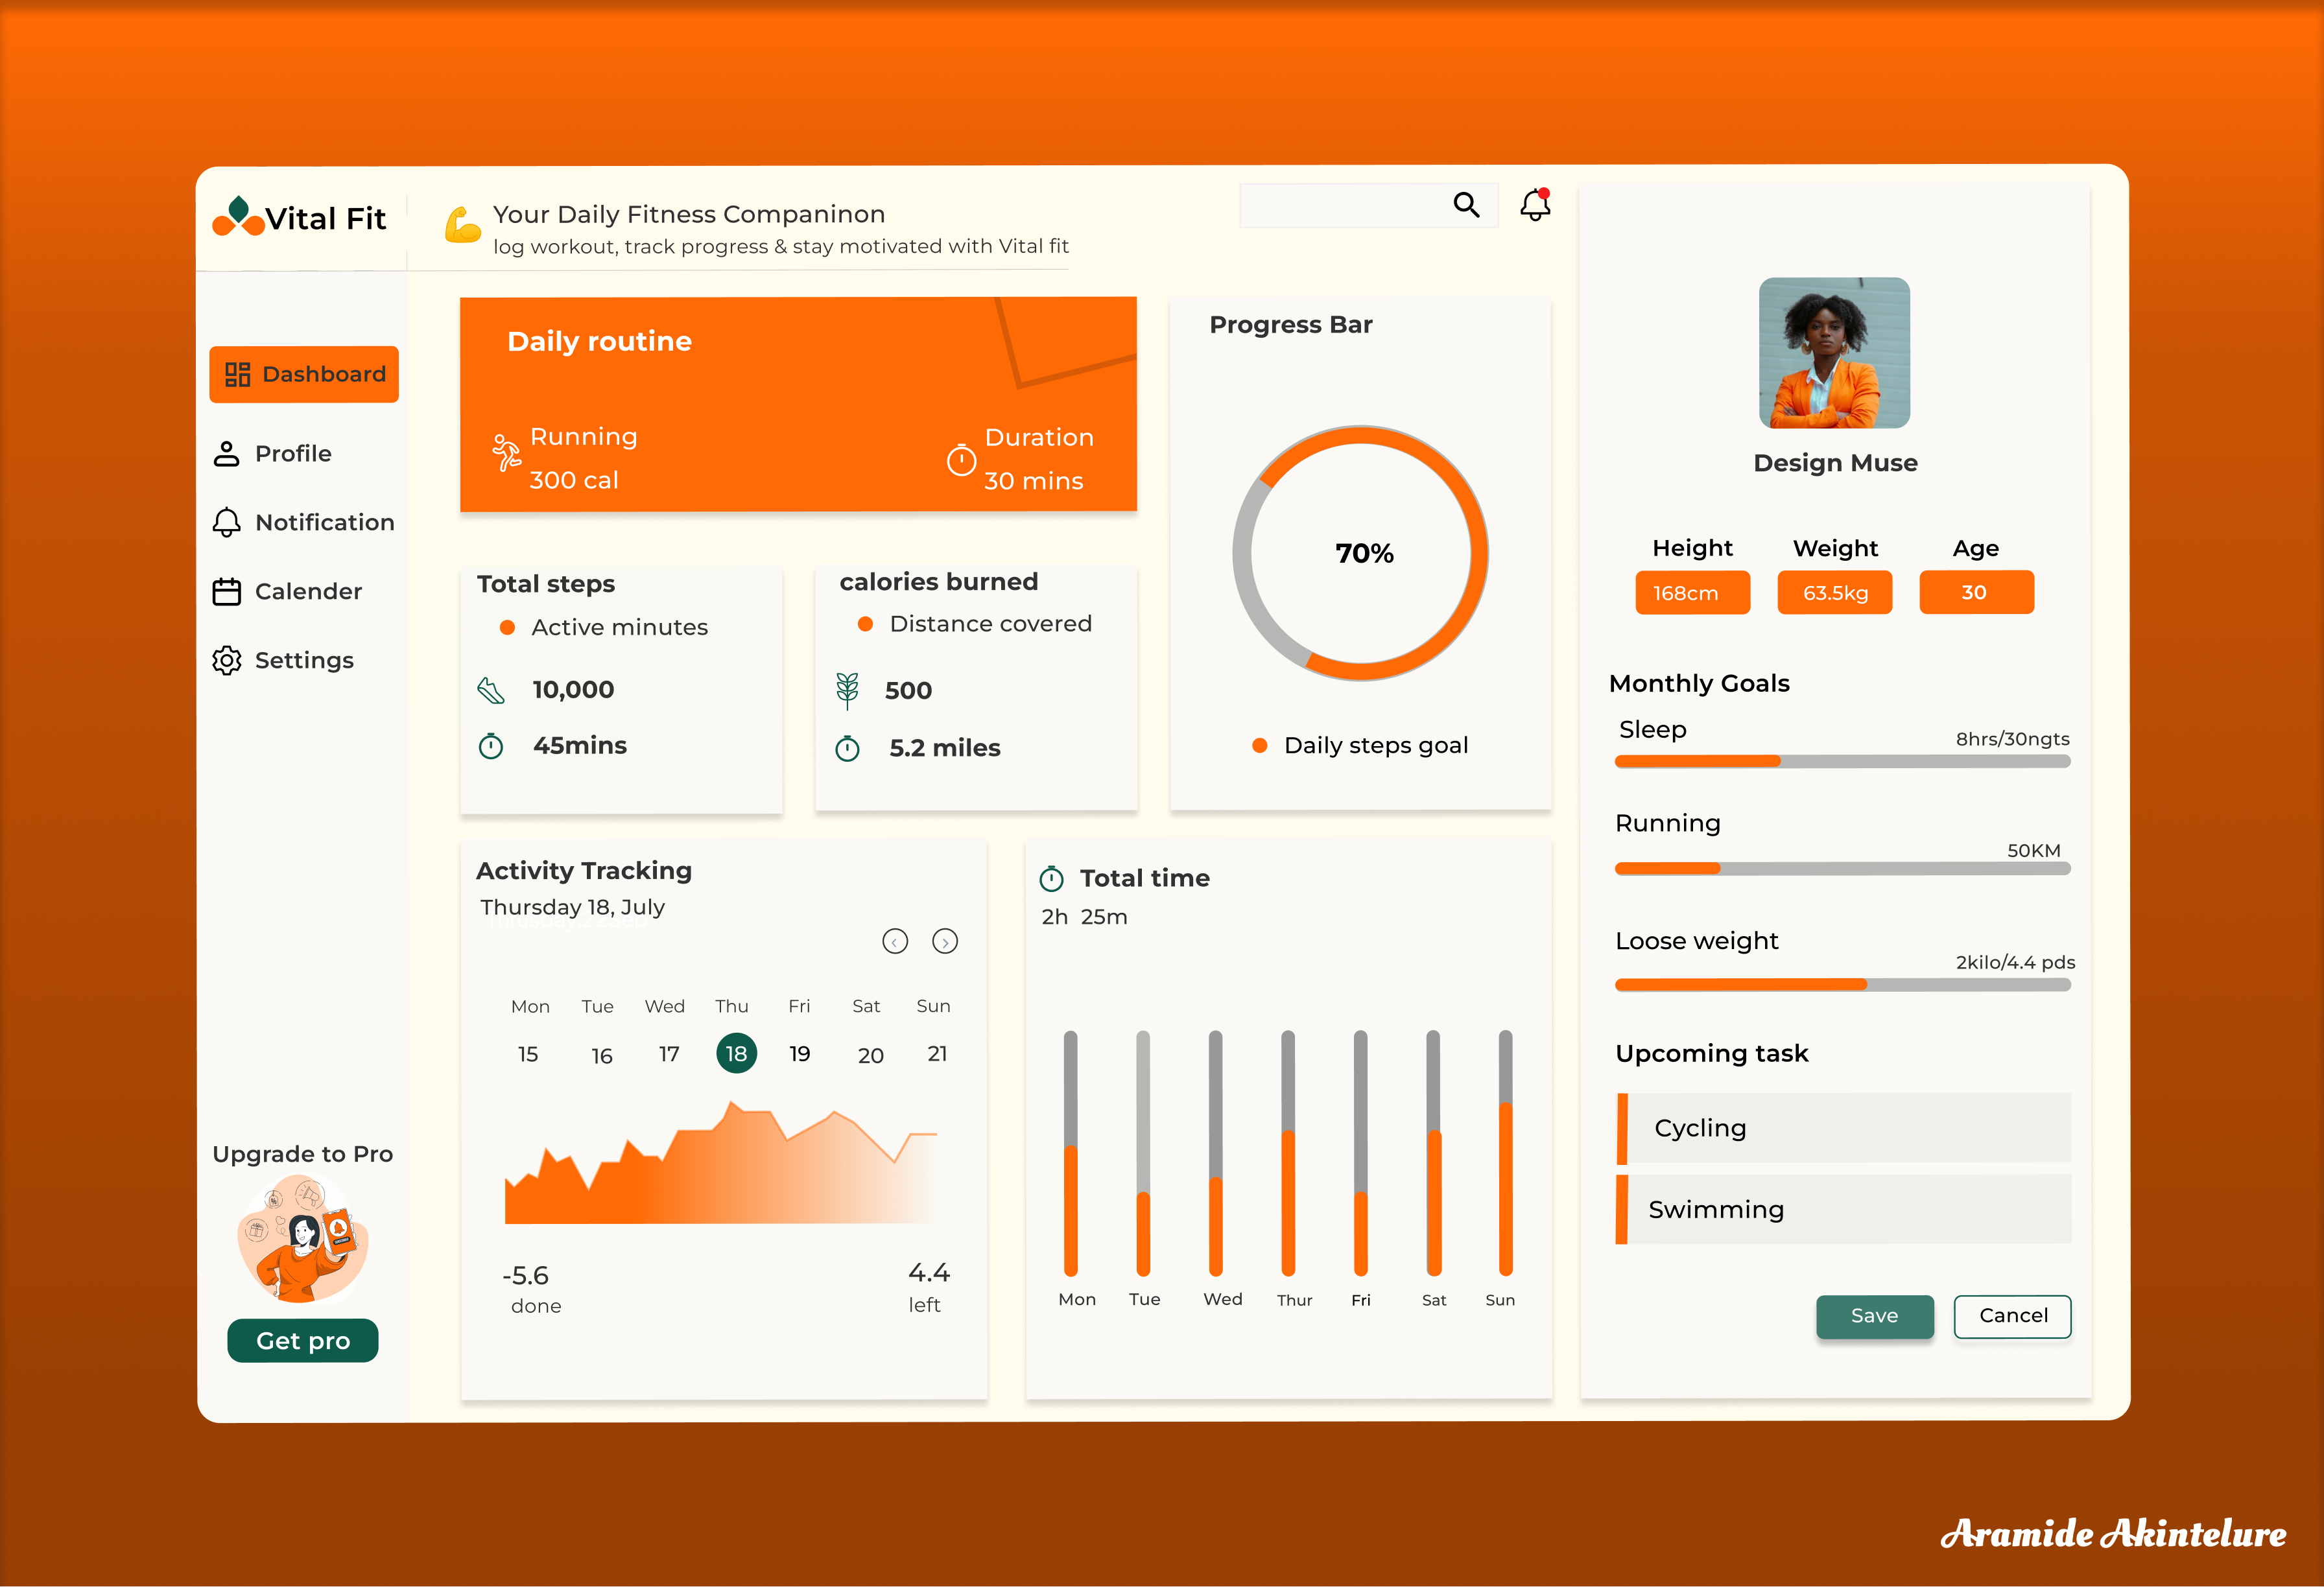 Vital Fit
Your Daily Fitness Companinon
log workout, track progress & stay motivated with Vital fit
Dashboard
Profile
Notification
Calender
Settings
Upgrade to Pro
Get pro
Daily routine
Running
300 cal
Duration
30 mins
Total steps
Active minutes
10,000
45mins
calories burned
Distance covered
500
5.2 miles
Progress Bar
70%
Daily steps goal
Activity Tracking
Thursday 18, July
Mon Tue Wed Thu Fri Sat Sun
15 16 17 18 19 20 21
-5.6
done
4.4
left
Total time
2h 25m
Mon Tue Wed Thur Fri Sat Sun
Design Muse
Height Weight Age
168cm 63.5kg 30
Monthly Goals
Sleep
8hrs/30ngts
Running
50KM
Loose weight
2kilo/4.4 pds
Upcoming task
Cycling
Swimming
Save Cancel
Aramide Akintelure